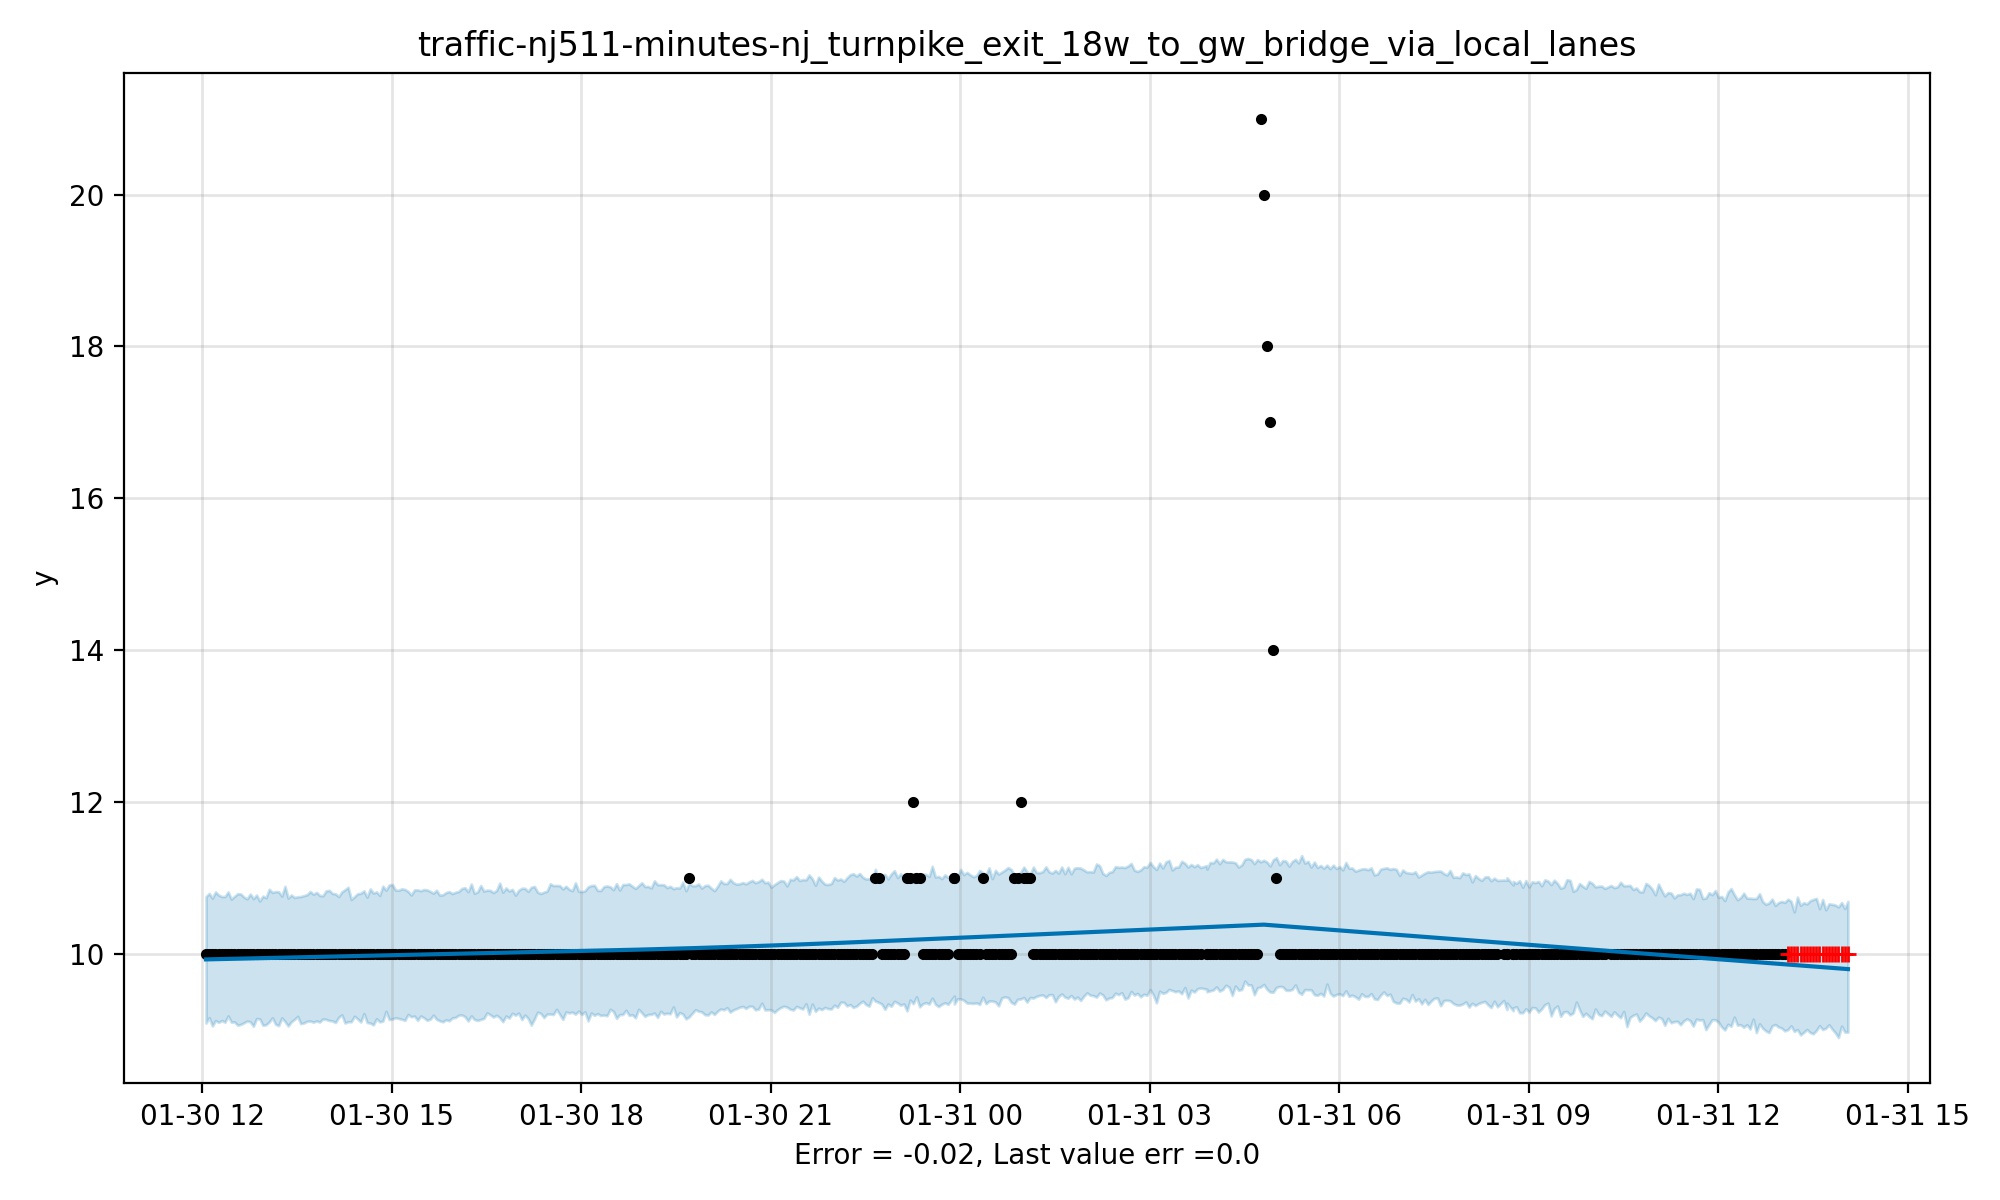 traffic-nj511-minutes-nj_turnpike_exit_18w_to_gw_bridge_via_local_lanes
20
18
16
14
12
10
y
01-30 12 01-30 15 01-30 18 01-30 21 01-31 00 01-31 03 01-31 06 01-31 09 01-31 12 01-31 15
Error = -0.02, Last value err =0.0